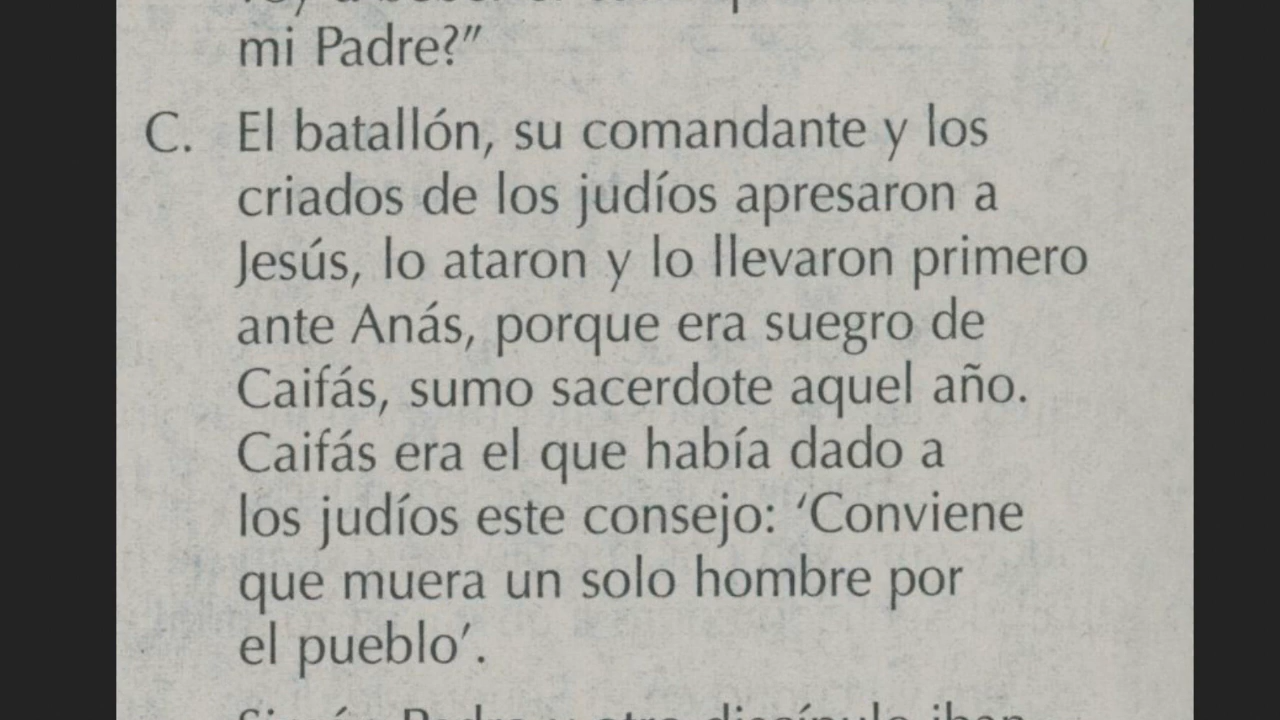 mi Padre?”
C. El batallón, su comandante y los
criados de los judíos apresaron a
Jesús, lo ataron y lo llevaron primero
ante Anás, porque era suegro de
Caifás, sumo sacerdote aquel año.
Caifás era el que había dado a
los judíos este consejo: ‘Conviene
que muera un solo hombre por
el pueblo’.